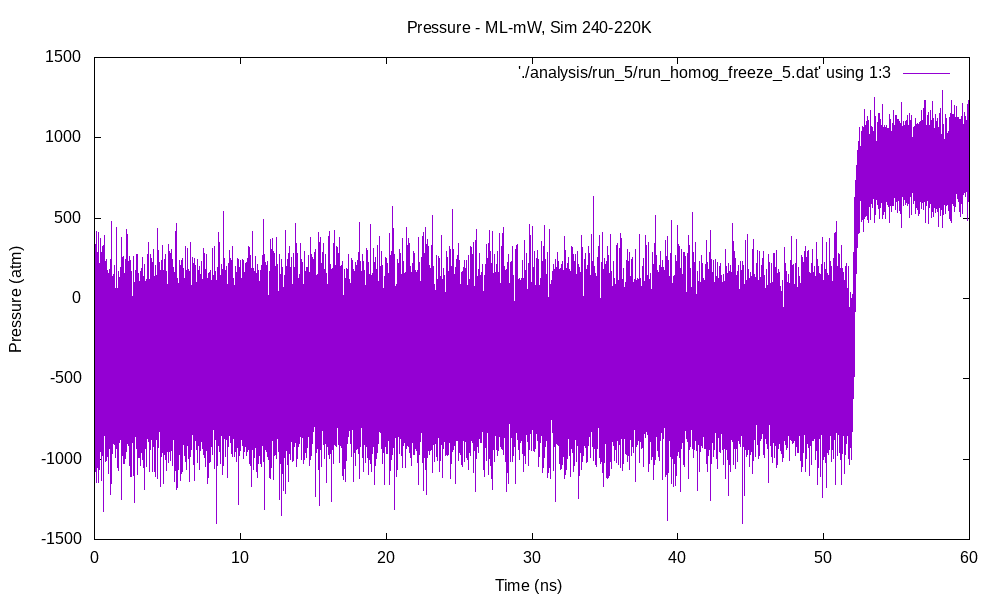 Pressure - ML-mW, Sim 240-220K
'./analysis/run_5/run_homog_freeze_5.dat' using 1:3
1500
1000
500
0
-500
-1000
-1500
Pressure (atm)
0 10 20 30 40 50 60
Time (ns)